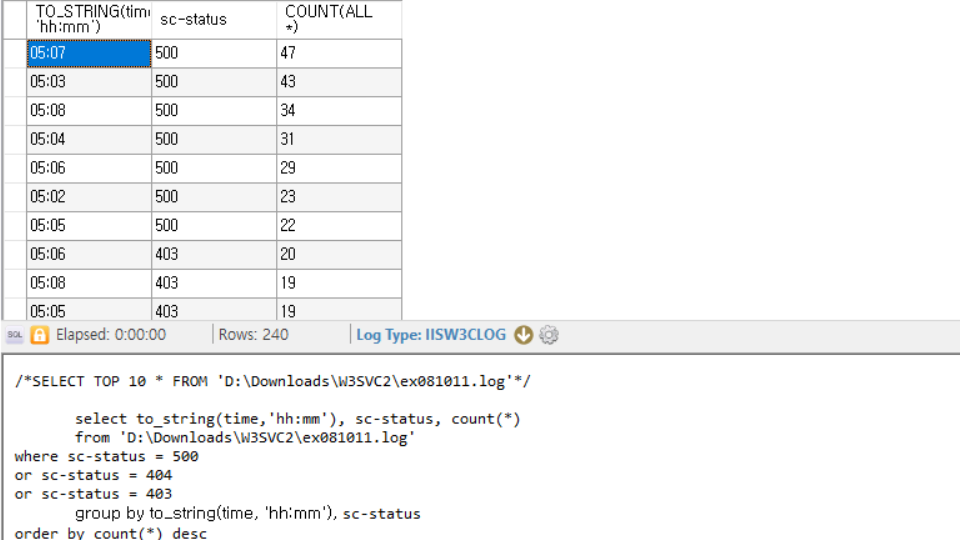 TO_STRING(time sc-status COUNT(ALL
'hh:mm') *)
05:07 500 47
05:03 500 43
05:08 500 34
05:04 500 31
05:06 500 29
05:02 500 23
05:05 500 22
05:06 403 20
05:08 403 19
05:05 403 19
SQL Elapsed: 0:00:00 Rows: 240 Log Type: IISW3CLOG
/*SELECT TOP 10 * FROM 'D:\Downloads\W3SVC2\ex081011.log'*/
select to_string(time,'hh:mm'), sc-status, count(*)
from 'D:\Downloads\W3SVC2\ex081011.log'
where sc-status = 500
or sc-status = 404
or sc-status = 403
group by to_string(time, 'hh:mm'), sc-status
order by count(*) desc